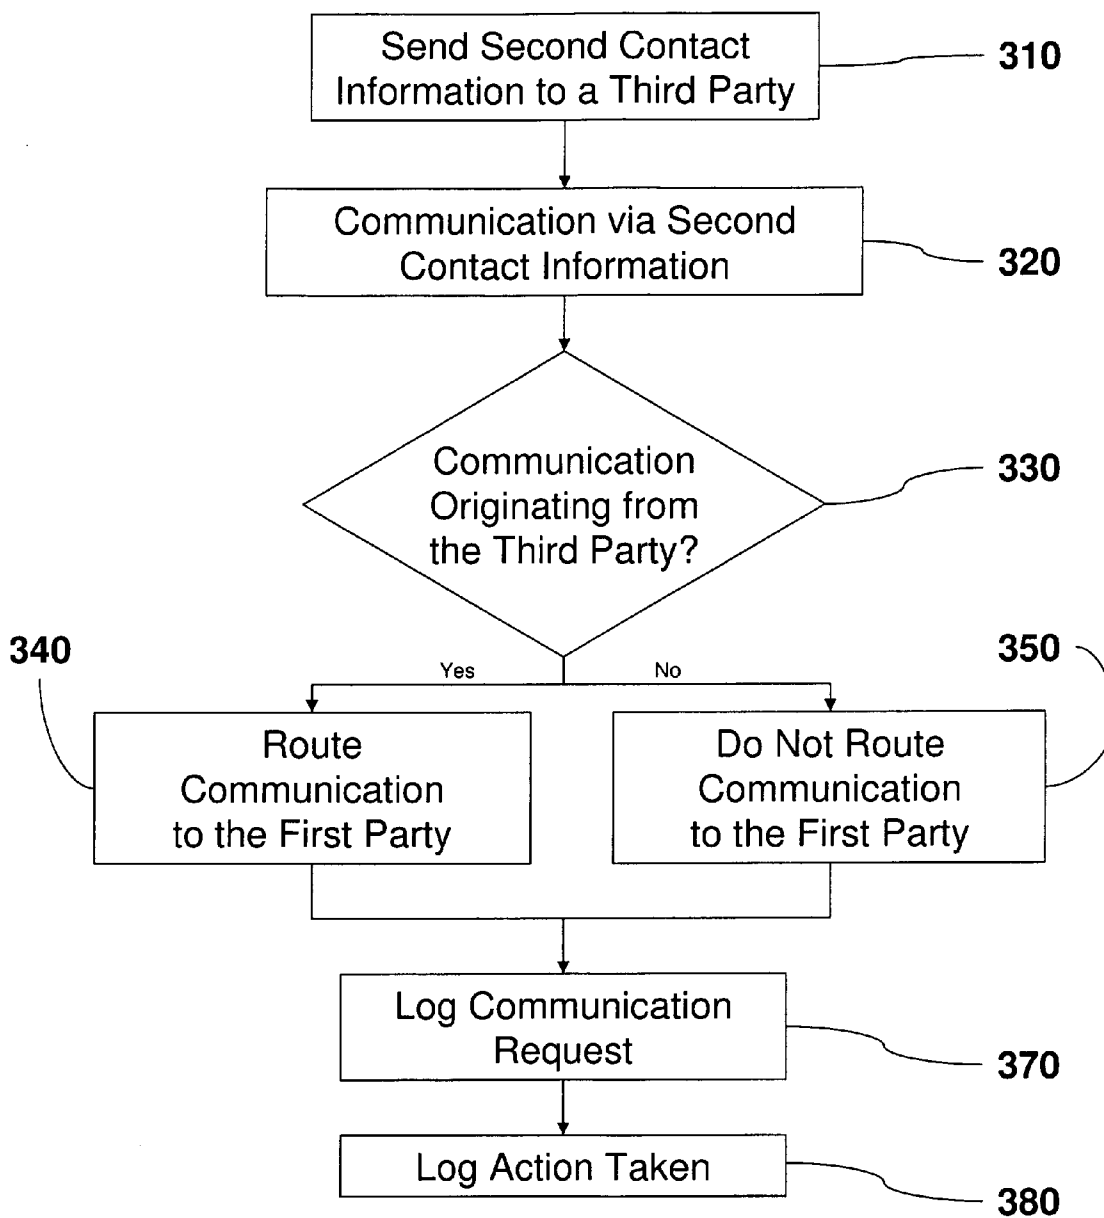 Send Second Contact
Information to a Third Party
310
Communication via Second
Contact Information
320
Communication
Originating from
the Third Party?
330
340
350
Yes
No
Route
Communication
to the First Party
Do Not Route
Communication
to the First Party
Log Communication
Request
370
Log Action Taken
380